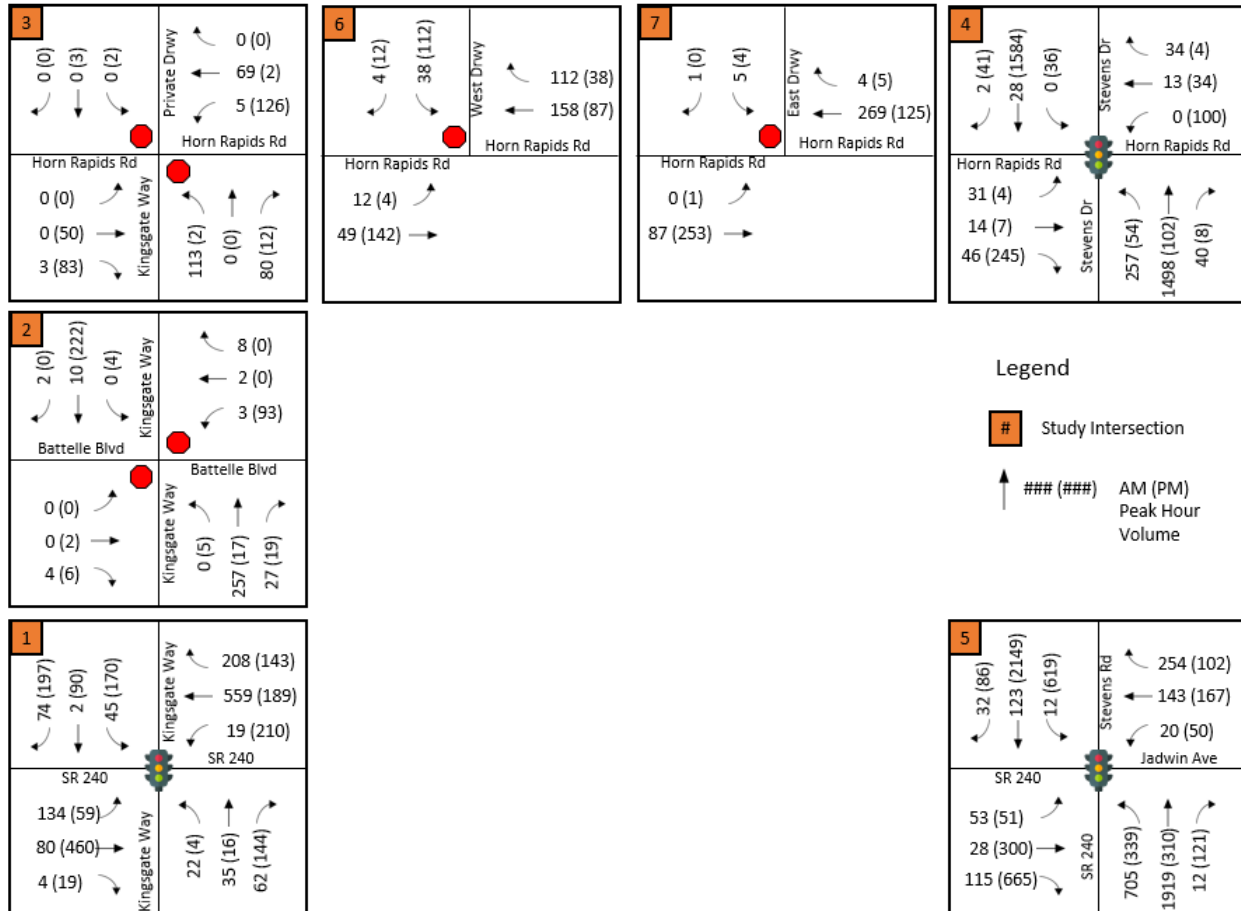 3
0 (0)
0 (3)
0 (2)
Private Drwy
0 (0)
69 (2)
5 (126)
Horn Rapids Rd
Horn Rapids Rd
0 (0)
0 (50)
3 (83)
Kingsgate Way
113 (2)
0 (0)
80 (12)
6
4 (12)
38 (112)
West Drwy
112 (38)
158 (87)
Horn Rapids Rd
Horn Rapids Rd
12 (4)
49 (142)
7
1 (0)
5 (4)
East Drwy
4 (5)
269 (125)
Horn Rapids Rd
Horn Rapids Rd
0 (1)
87 (253)
4
2 (41)
28 (1584)
0 (36)
Stevens Dr
34 (4)
13 (34)
0 (100)
Horn Rapids Rd
Horn Rapids Rd
31 (4)
14 (7)
46 (245)
Stevens Dr
257 (54)
1498 (102)
40 (8)
2
2 (0)
10 (222)
0 (4)
Kingsgate Way
8 (0)
2 (0)
3 (93)
Battelle Blvd
Battelle Blvd
0 (0)
0 (2)
4 (6)
Kingsgate Way
0 (5)
257 (17)
27 (19)
Legend
# Study Intersection
### (###) AM (PM)
Peak Hour
Volume
1
74 (197)
2 (90)
45 (170)
Kingsgate Way
208 (143)
559 (189)
19 (210)
SR 240
SR 240
134 (59)
80 (460)
4 (19)
Kingsgate Way
22 (4)
35 (16)
62 (144)
5
32 (86)
123 (2149)
12 (619)
Stevens Rd
254 (102)
143 (167)
20 (50)
Jadwin Ave
SR 240
53 (51)
28 (300)
115 (665)
SR 240
705 (339)
1919 (310)
12 (121)